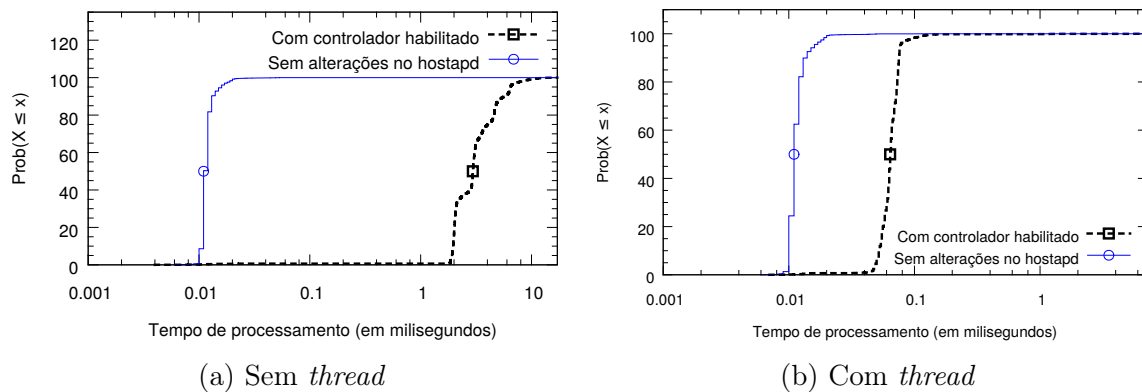 120
100
80
60
40
20
0
Prob(X ≤ x)
Com controlador habilitado
Sem alterações no hostapd
0.001 0.01 0.1 1 10
Tempo de processamento (em milisegundos)
(a) Sem thread
100
80
60
40
20
0
Prob(X ≤ x)
Com controlador habilitado
Sem alterações no hostapd
0.001 0.01 0.1 1
Tempo de processamento (em milisegundos)
(b) Com thread